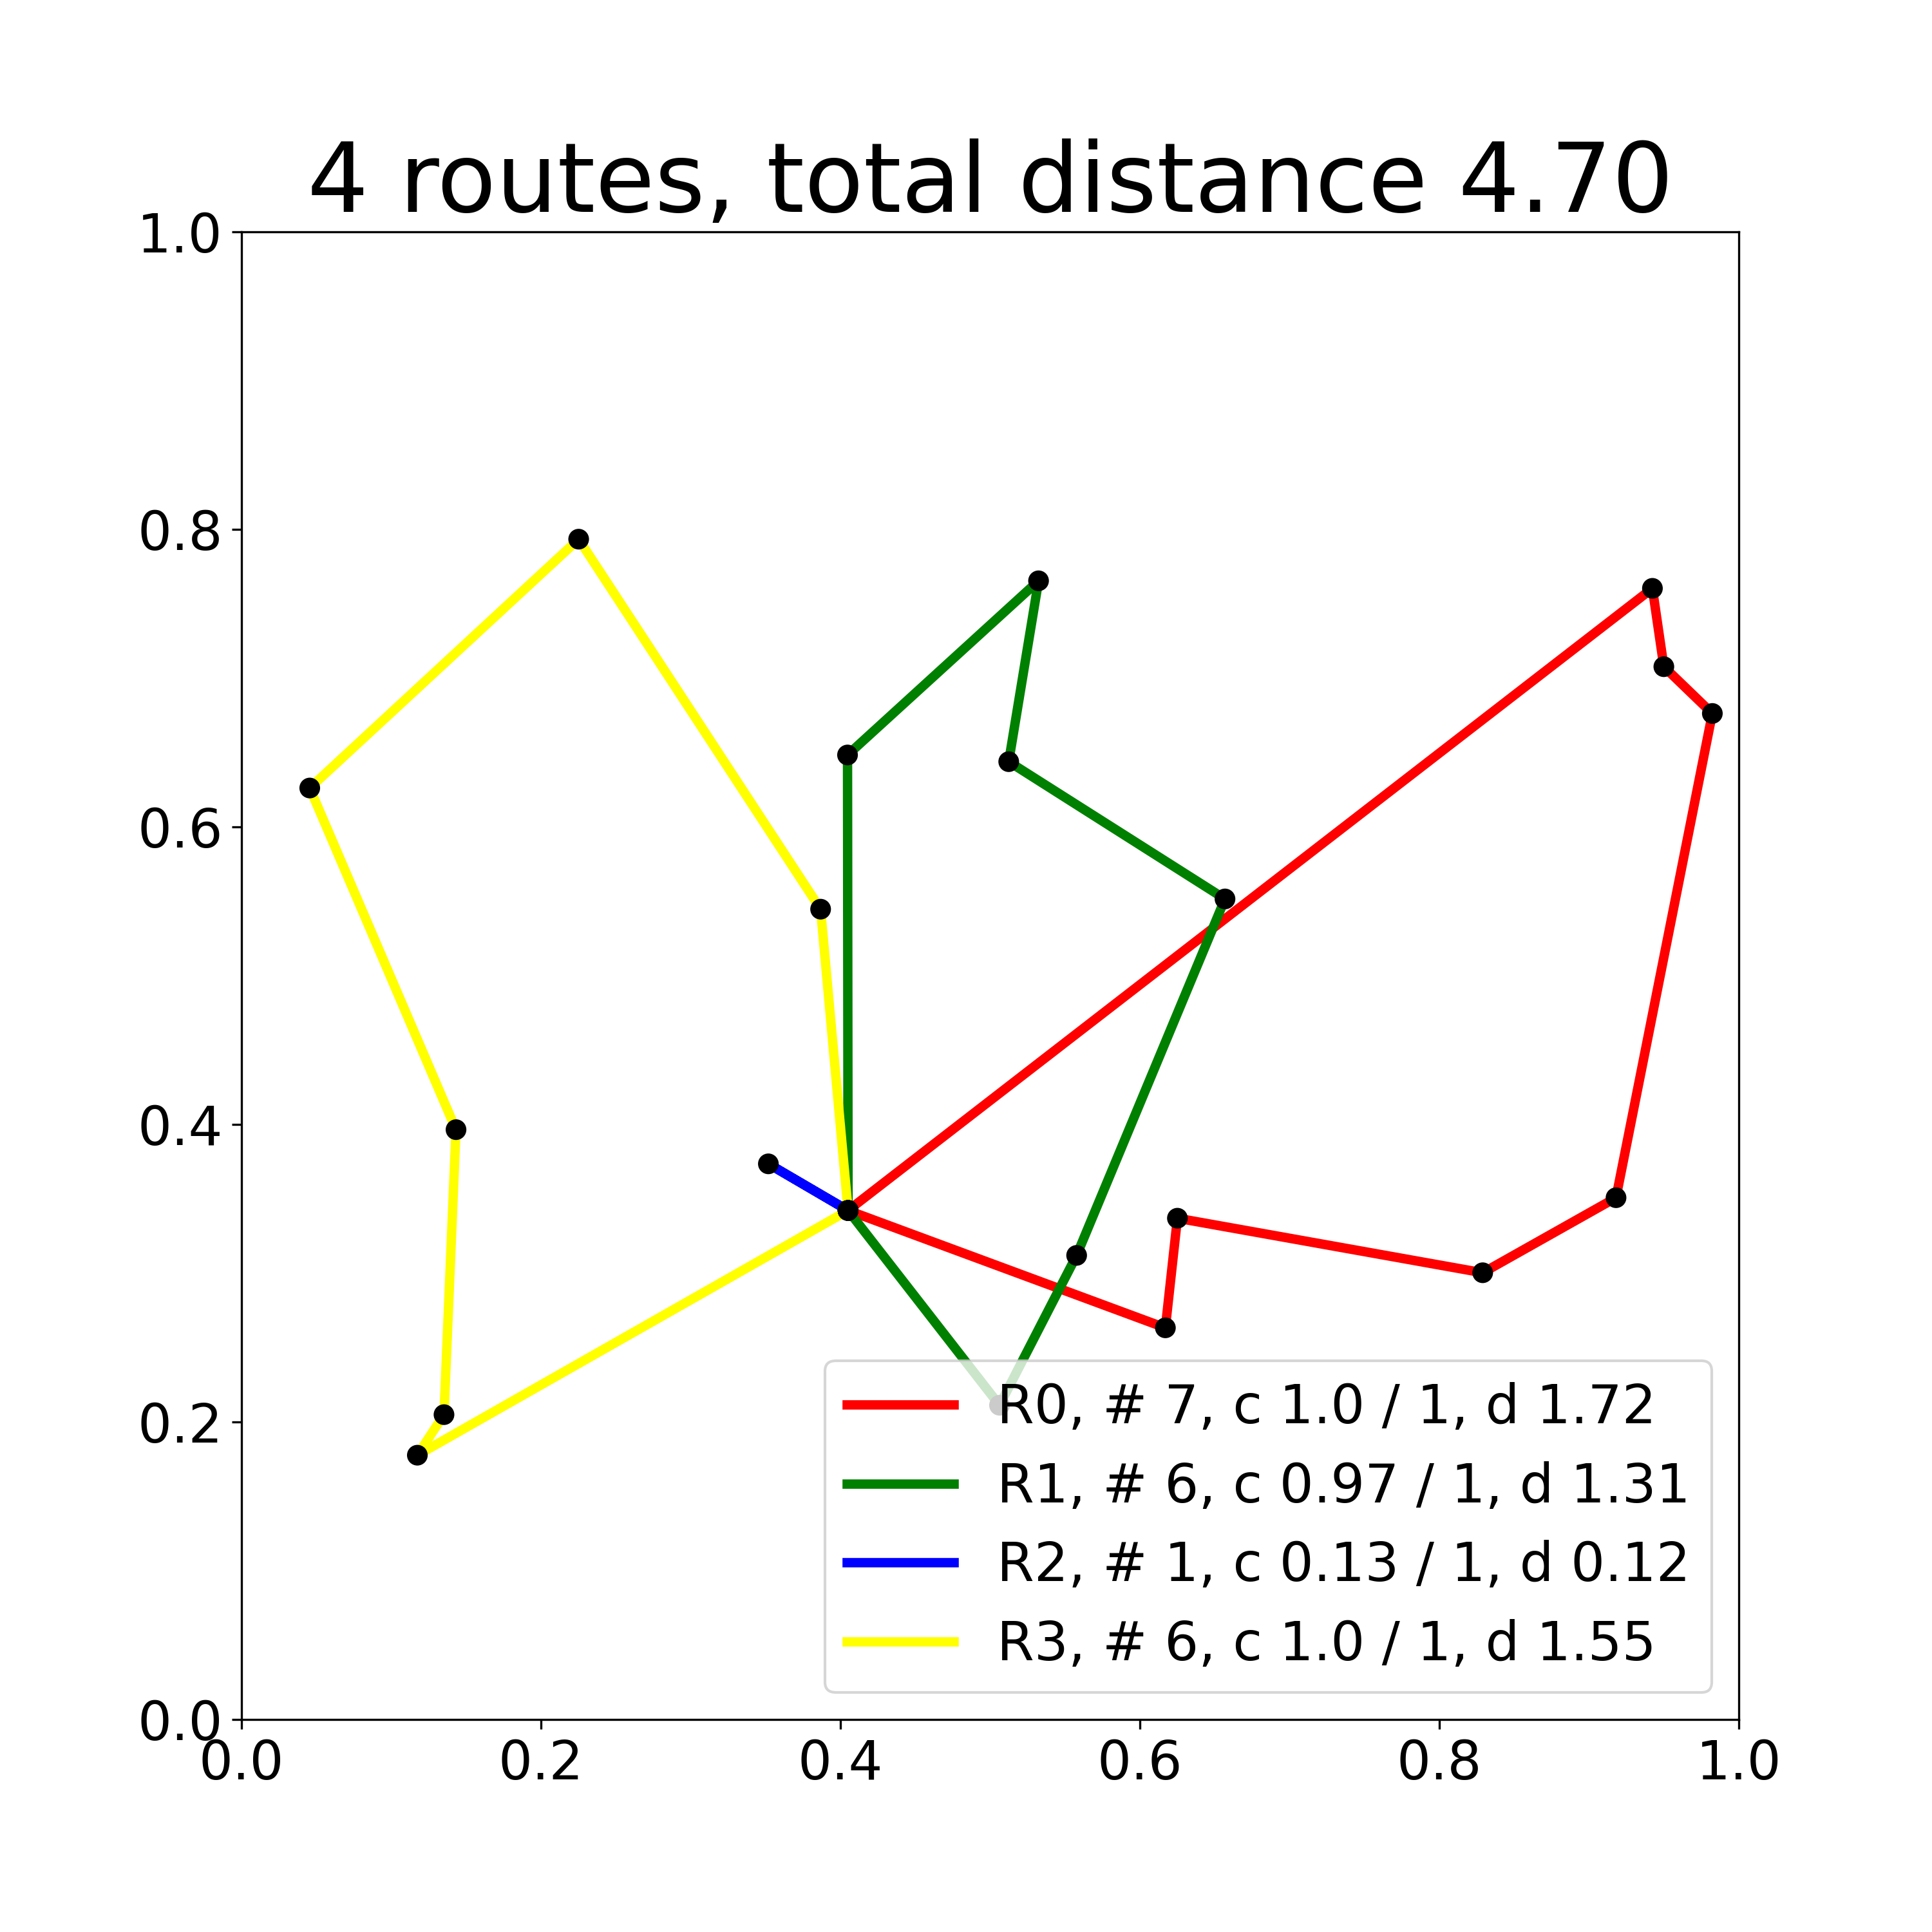 4 routes, total distance 4.70
1.0
0.8
0.6
0.4
0.2
0.0
0.0 0.2 0.4 0.6 0.8 1.0
R0, # 7, c 1.0 / 1, d 1.72
R1, # 6, c 0.97 / 1, d 1.31
R2, # 1, c 0.13 / 1, d 0.12
R3, # 6, c 1.0 / 1, d 1.55